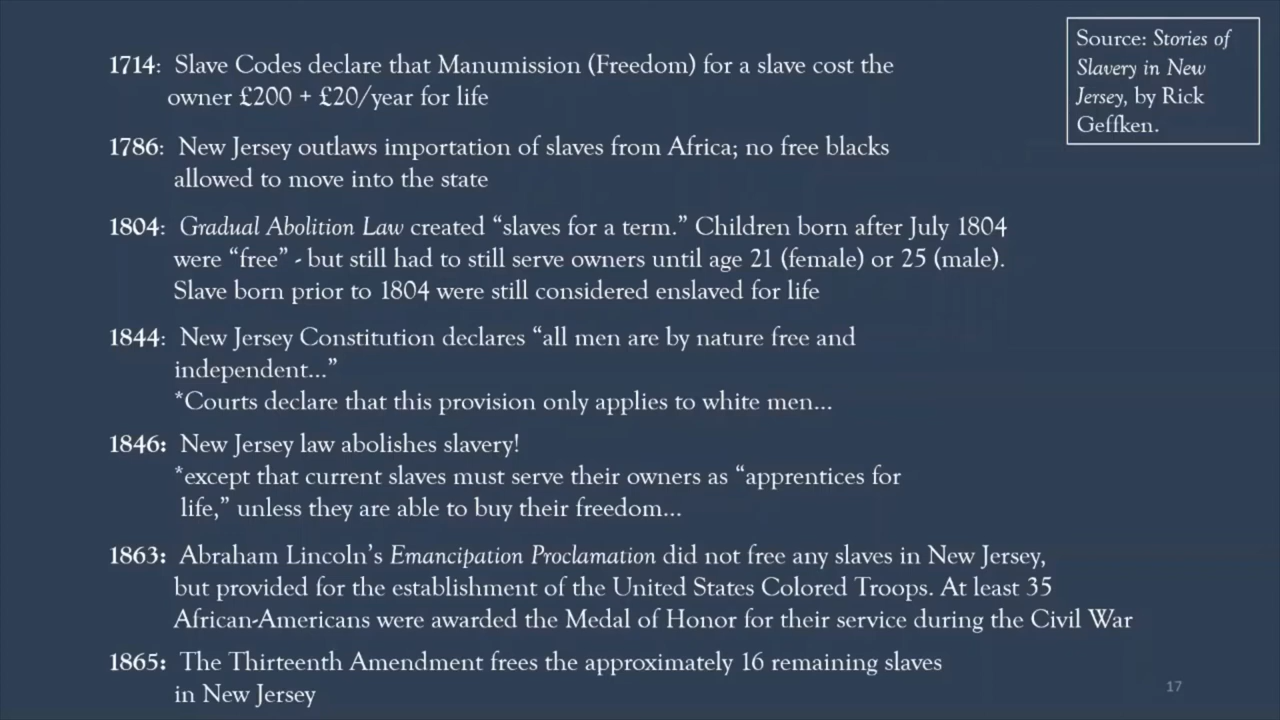 1714: Slave Codes declare that Manumission (Freedom) for a slave cost the
owner £200 + £20/year for life
1786: New Jersey outlaws importation of slaves from Africa; no free blacks
allowed to move into the state
1804: Gradual Abolition Law created “slaves for a term.” Children born after July 1804
were “free” - but still had to still serve owners until age 21 (female) or 25 (male).
Slave born prior to 1804 were still considered enslaved for life
1844: New Jersey Constitution declares “all men are by nature free and
independent...”
*Courts declare that this provision only applies to white men...
1846: New Jersey law abolishes slavery!
*except that current slaves must serve their owners as “apprentices for
life,” unless they are able to buy their freedom...
1863: Abraham Lincoln’s Emancipation Proclamation did not free any slaves in New Jersey,
but provided for the establishment of the United States Colored Troops. At least 35
African-Americans were awarded the Medal of Honor for their service during the Civil War
1865: The Thirteenth Amendment frees the approximately 16 remaining slaves
in New Jersey
Source: Stories of
Slavery in New
Jersey, by Rick
Geffken.
17